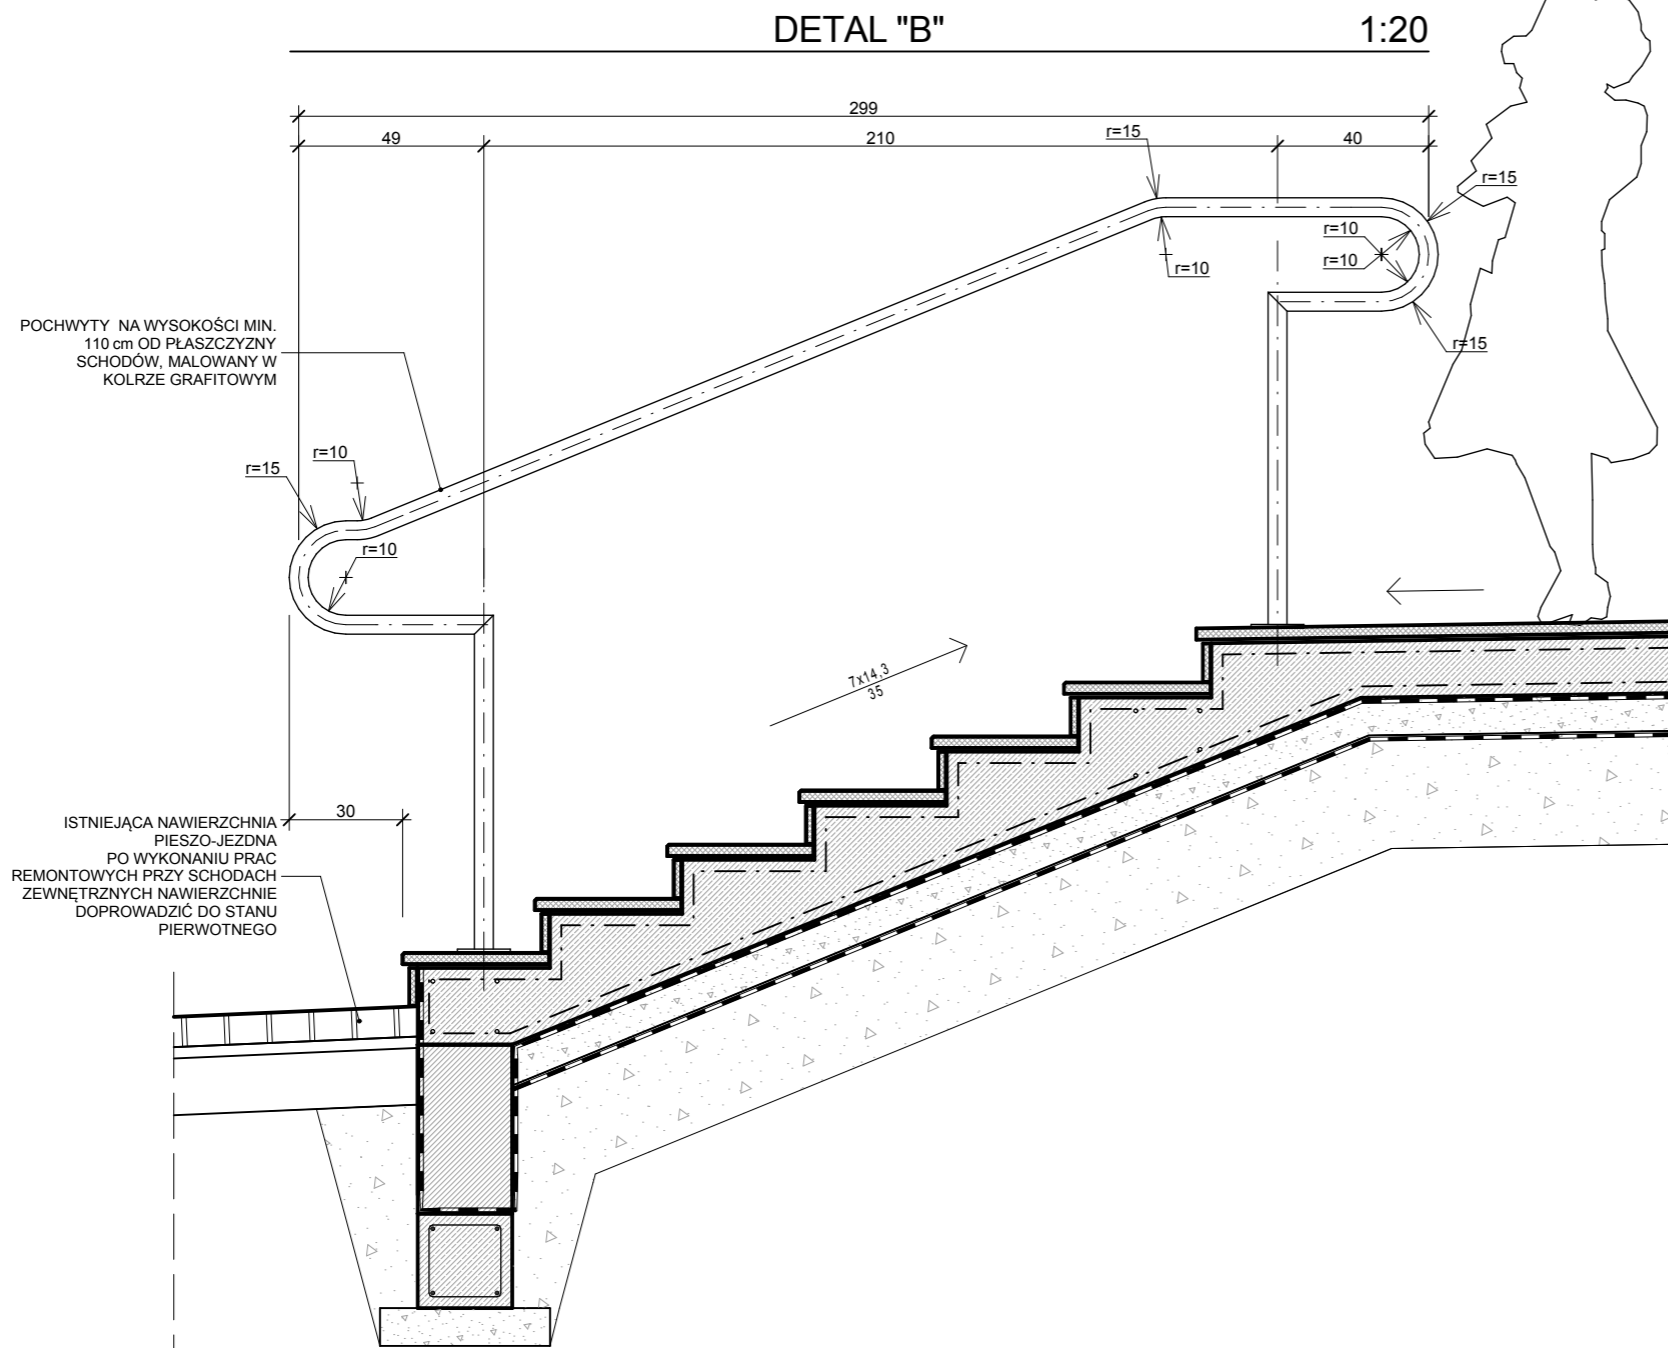 DETAL "B"
1:20
299
49
210
40
r=15
r=15
r=10
r=10
r=10
r=15
POCHWYTY NA WYSOKOŚCI MIN.
110 cm OD PŁASZCZYZNY
SCHODÓW, MALOWANY W
KOLRZE GRAFITOWYM
r=10
r=15
r=10
7x14,3
35
30
ISTNIEJĄCA NAWIERZCHNIA
PIESZO-JEZDNA
PO WYKONANIU PRAC
REMONTOWYCH PRZY SCHODACH
ZEWNĘTRZNYCH NAWIERZCHNIE
DOPROWADZIĆ DO STANU
PIERWOTNEGO